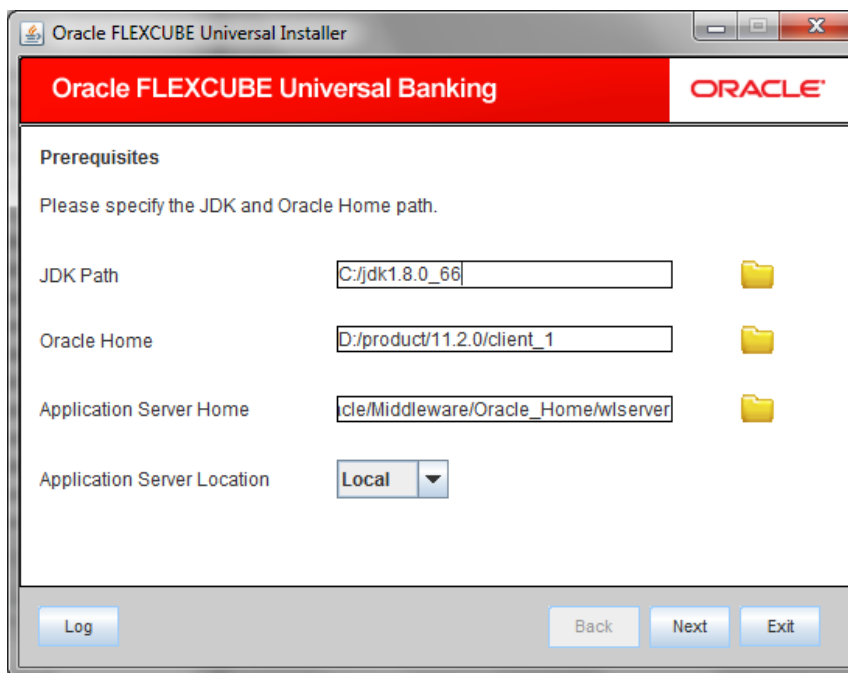 Oracle FLEXCUBE Universal Installer
Oracle FLEXCUBE Universal Banking
ORACLE®
Prerequisites
Please specify the JDK and Oracle Home path.
JDK Path C:/jdk1.8.0_66
Oracle Home D:/product/11.2.0/client_1
Application Server Home acle/Middleware/Oracle_Home/wlserver
Application Server Location Local
Log Back Next Exit